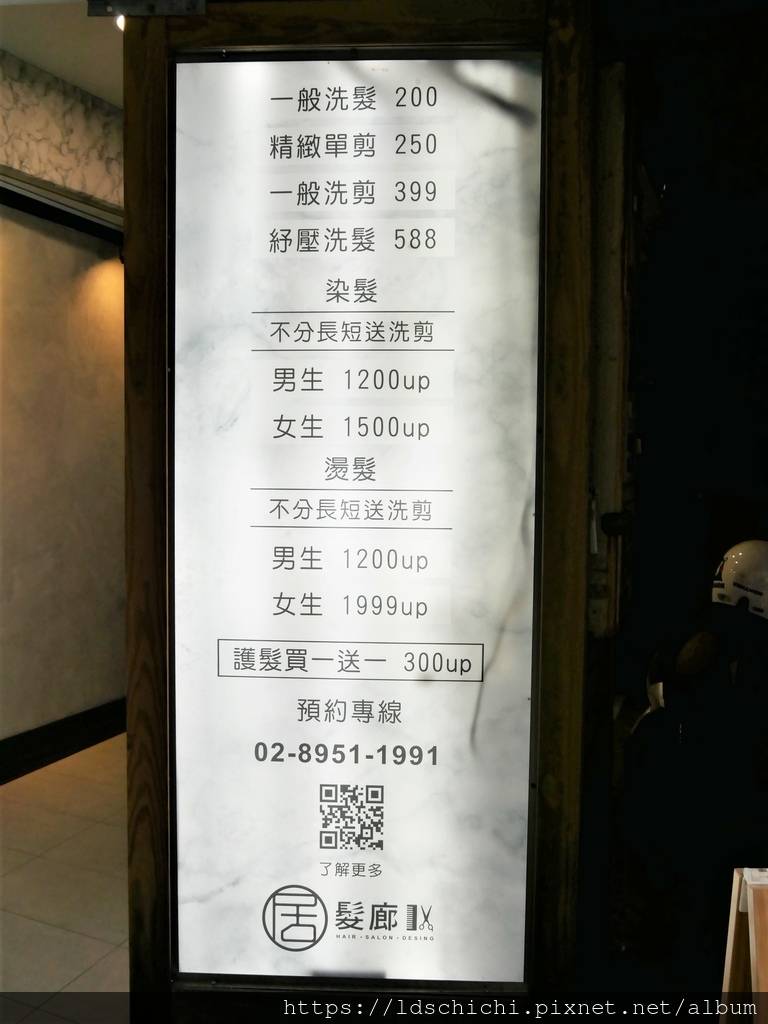 一般洗髮 200
精緻單剪 250
一般洗剪 399
紓壓洗髮 588
染髮
不分長短送洗剪
男生 1200up
女生 1500up
燙髮
不分長短送洗剪
男生 1200up
女生 1999up
護髮買一送一 300up
預約專線
02-8951-1991
了解更多
居 髮廊
HAIR·SALON·DESING
https://ldschichi.pixnet.net/album